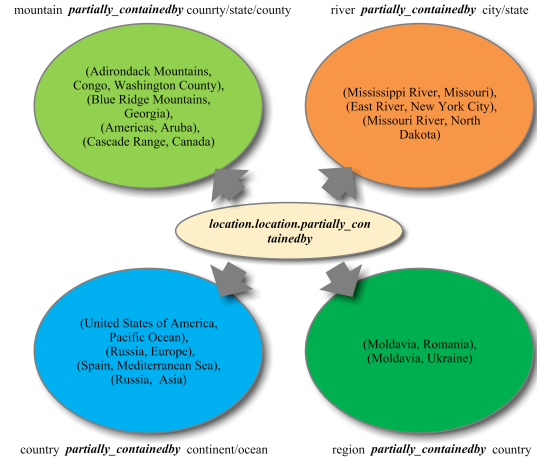 mountain partially_containedby counrty/state/county
river partially_containedby city/state
(Adirondack Mountains,
Congo, Washington County),
(Blue Ridge Mountains,
Georgia),
(Americas, Aruba),
(Cascade Range, Canada)
(Mississippi River, Missouri),
(East River, New York City),
(Missouri River, North
Dakota)
location.location.partially_con
tainedby
(United States of America,
Pacific Ocean),
(Russia, Europe),
(Spain, Mediterranean Sea),
(Russia, Asia)
(Moldavia, Romania),
(Moldavia, Ukraine)
country partially_containedby continent/ocean
region partially_containedby country